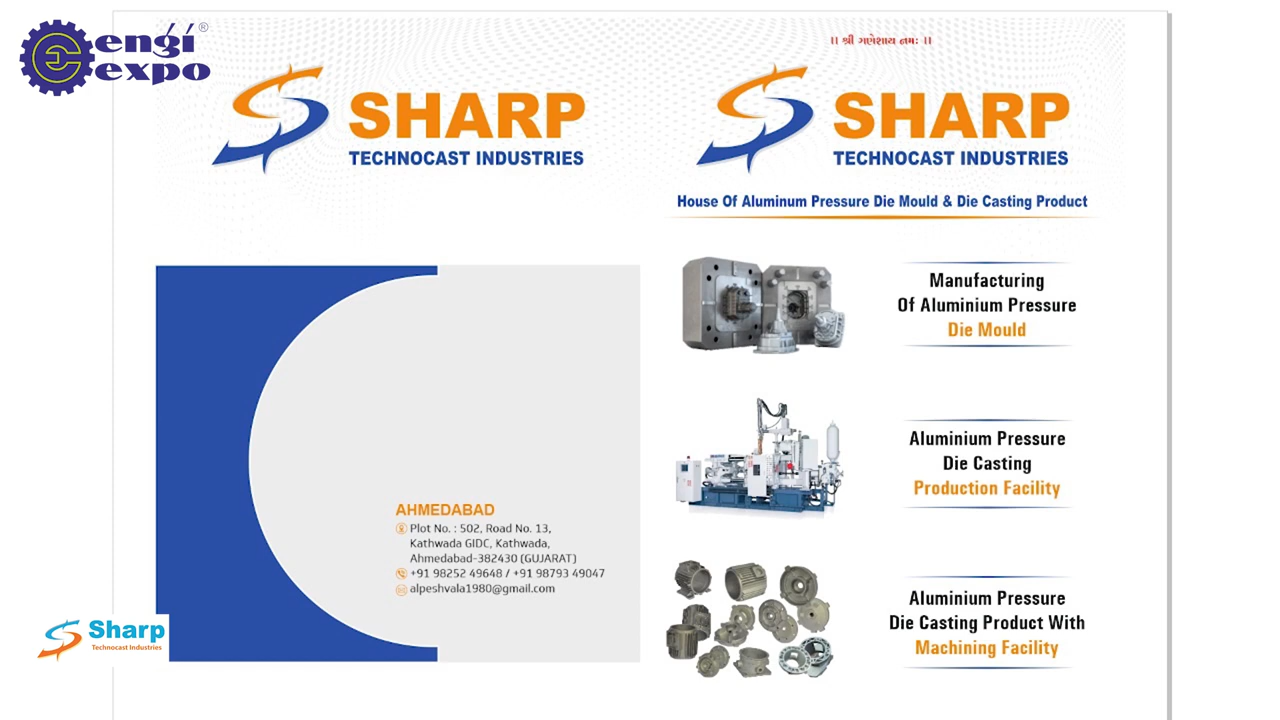 engi
expo
®
SHARP
TECHNOCAST INDUSTRIES
AHMEDABAD
Plot No. : 502, Road No. 13,
Kathwada GIDC, Kathwada,
Ahmedabad-382430 (GUJARAT)
+91 98252 49648 / +91 98793 49047
alpeshvala1980@gmail.com
Sharp
Technocast Industries
।। શ્રી ગણેશાય નમઃ ।।
SHARP
TECHNOCAST INDUSTRIES
House Of Aluminum Pressure Die Mould & Die Casting Product
Manufacturing
Of Aluminium Pressure
Die Mould
Aluminium Pressure
Die Casting
Production Facility
Aluminium Pressure
Die Casting Product With
Machining Facility